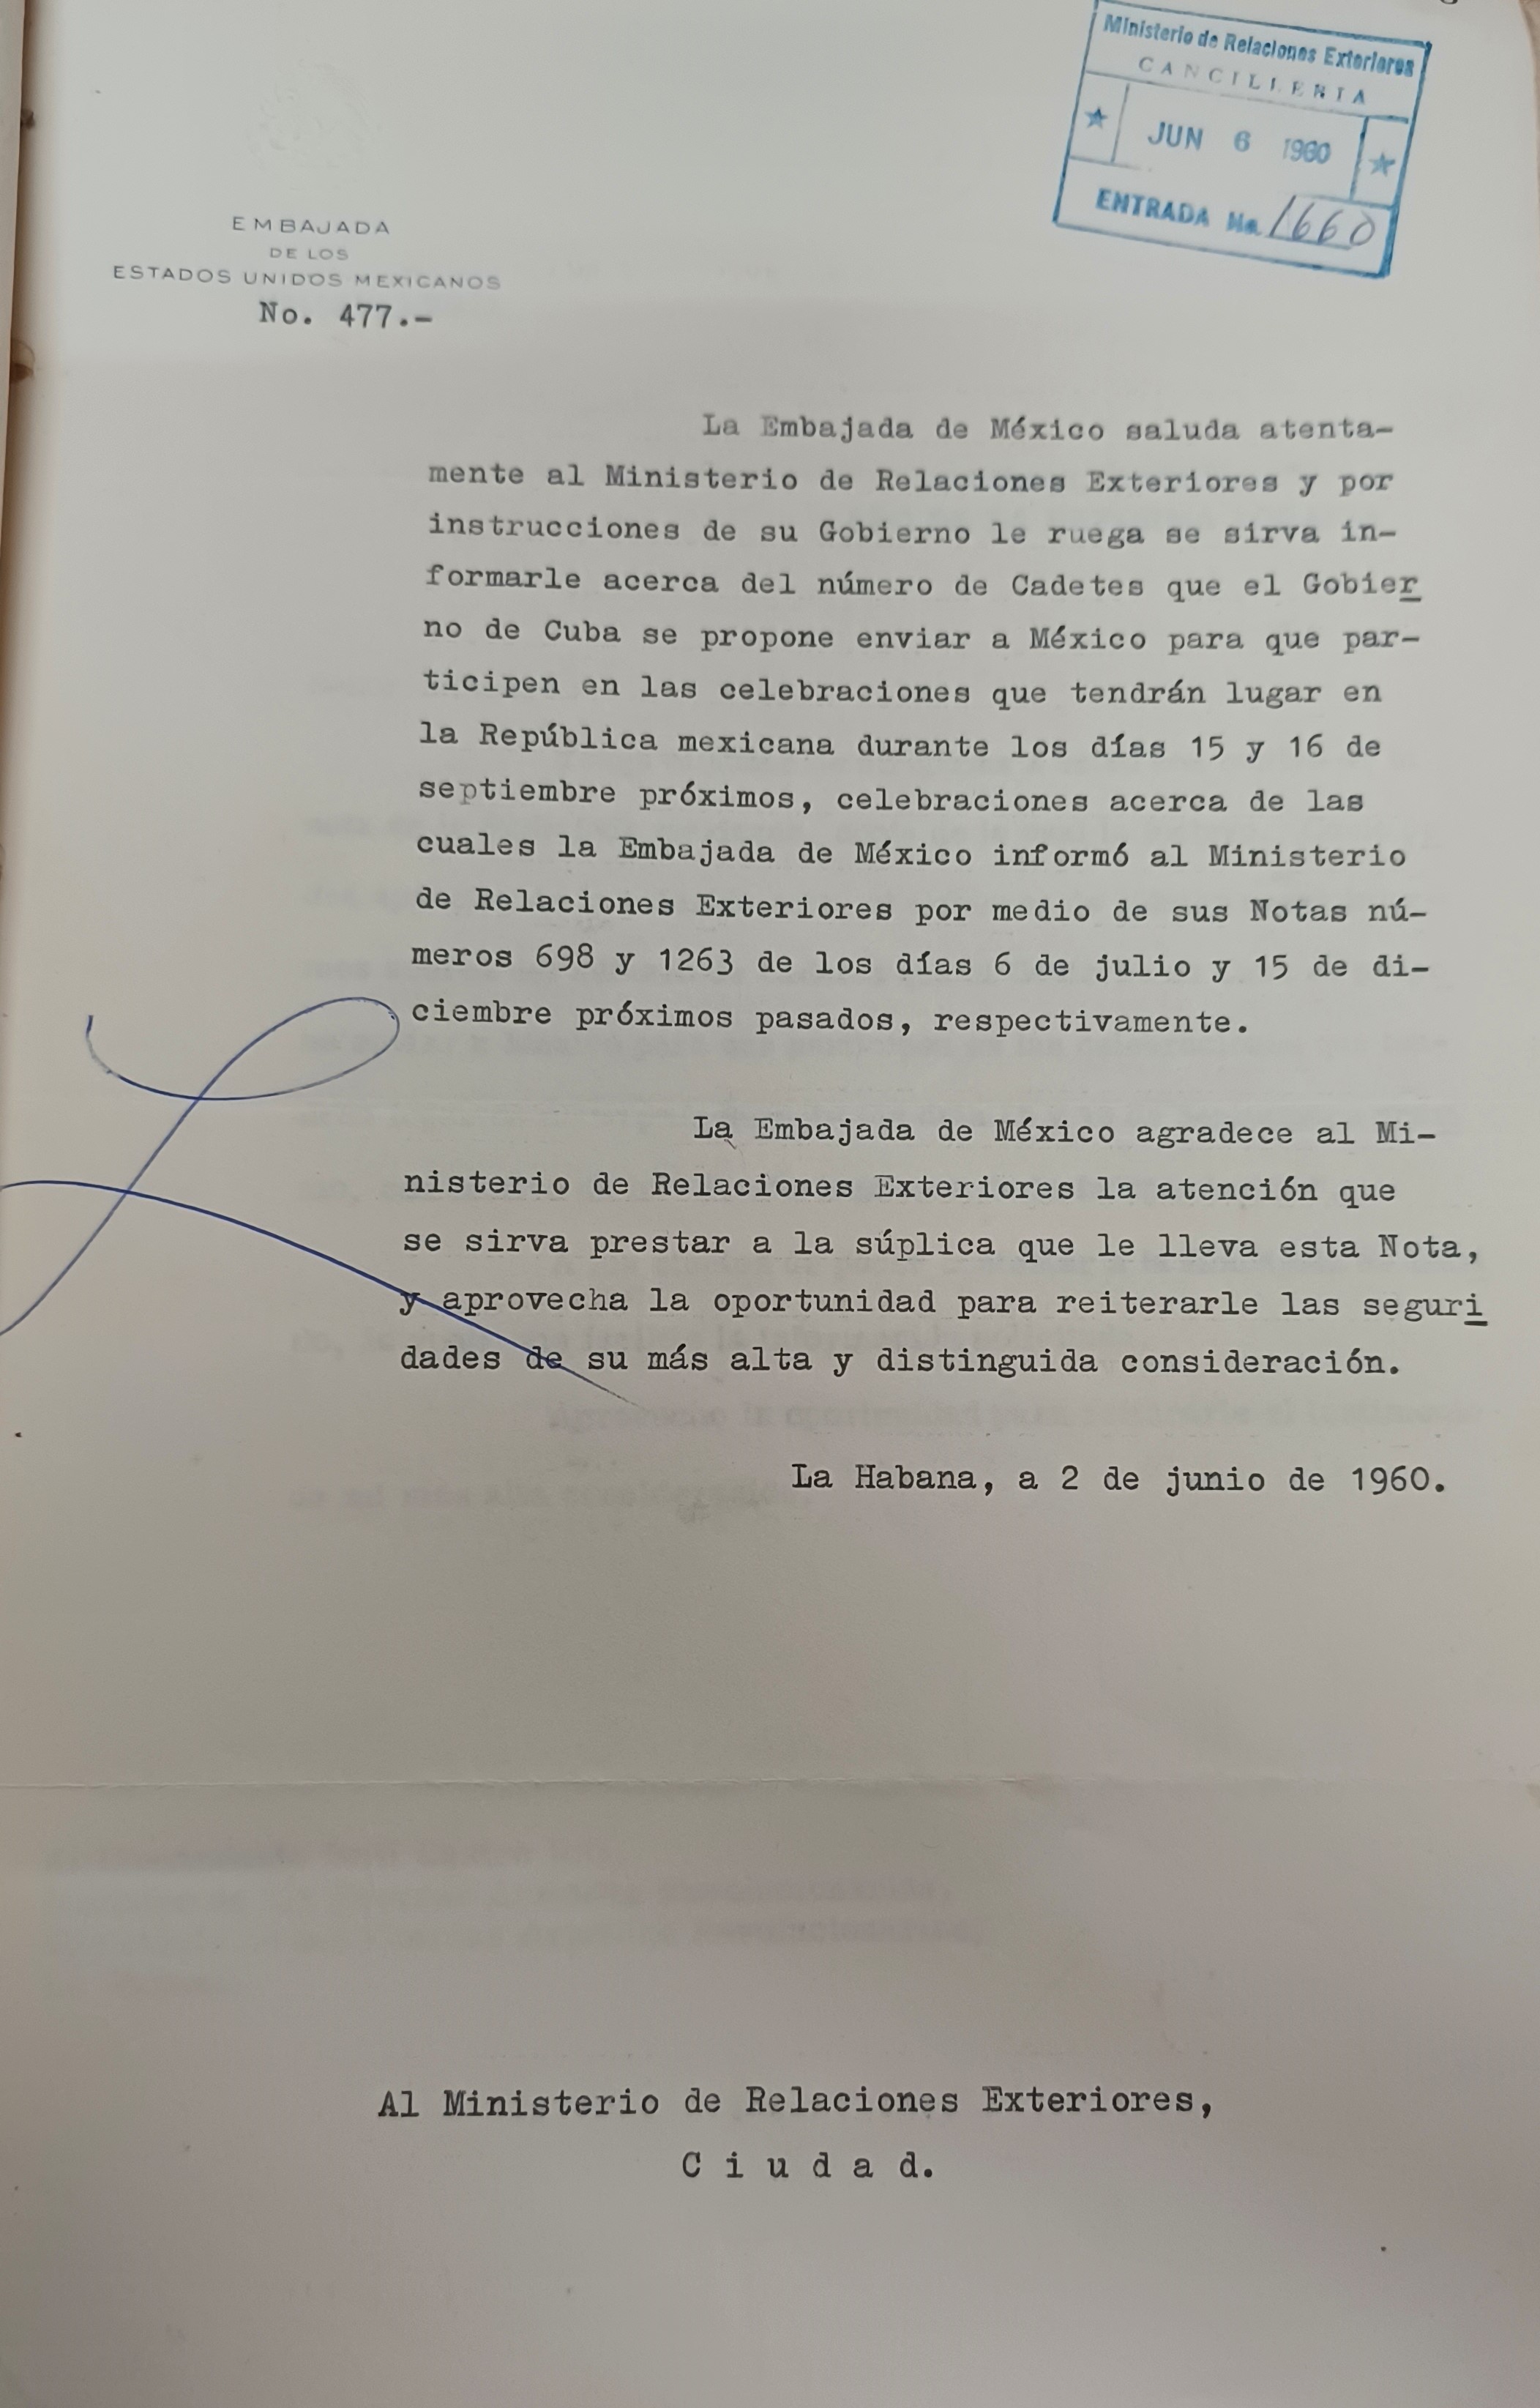 Ministerio de Relaciones Exteriores
CANCILLERIA
JUN 6 1960
ENTRADA No. 1660
EMBAJADA
DE LOS
ESTADOS UNIDOS MEXICANOS
No. 477.-
La Embajada de México saluda atenta-
mente al Ministerio de Relaciones Exteriores y por
instrucciones de su Gobierno le ruega se sirva in-
formarle acerca del número de Cadetes que el Gobier
no de Cuba se propone enviar a México para que par-
ticipen en las celebraciones que tendrán lugar en
la República mexicana durante los días 15 y 16 de
septiembre próximos, celebraciones acerca de las
cuales la Embajada de México informó al Ministerio
de Relaciones Exteriores por medio de sus Notas nú-
meros 698 y 1263 de los días 6 de julio y 15 de di-
ciembre próximos pasados, respectivamente.
La Embajada de México agradece al Mi-
nisterio de Relaciones Exteriores la atención que
se sirva prestar a la súplica que le lleva esta Nota,
y aprovecha la oportunidad para reiterarle las seguri
dades de su más alta y distinguida consideración.
La Habana, a 2 de junio de 1960.
Al Ministerio de Relaciones Exteriores,
C i u d a d.